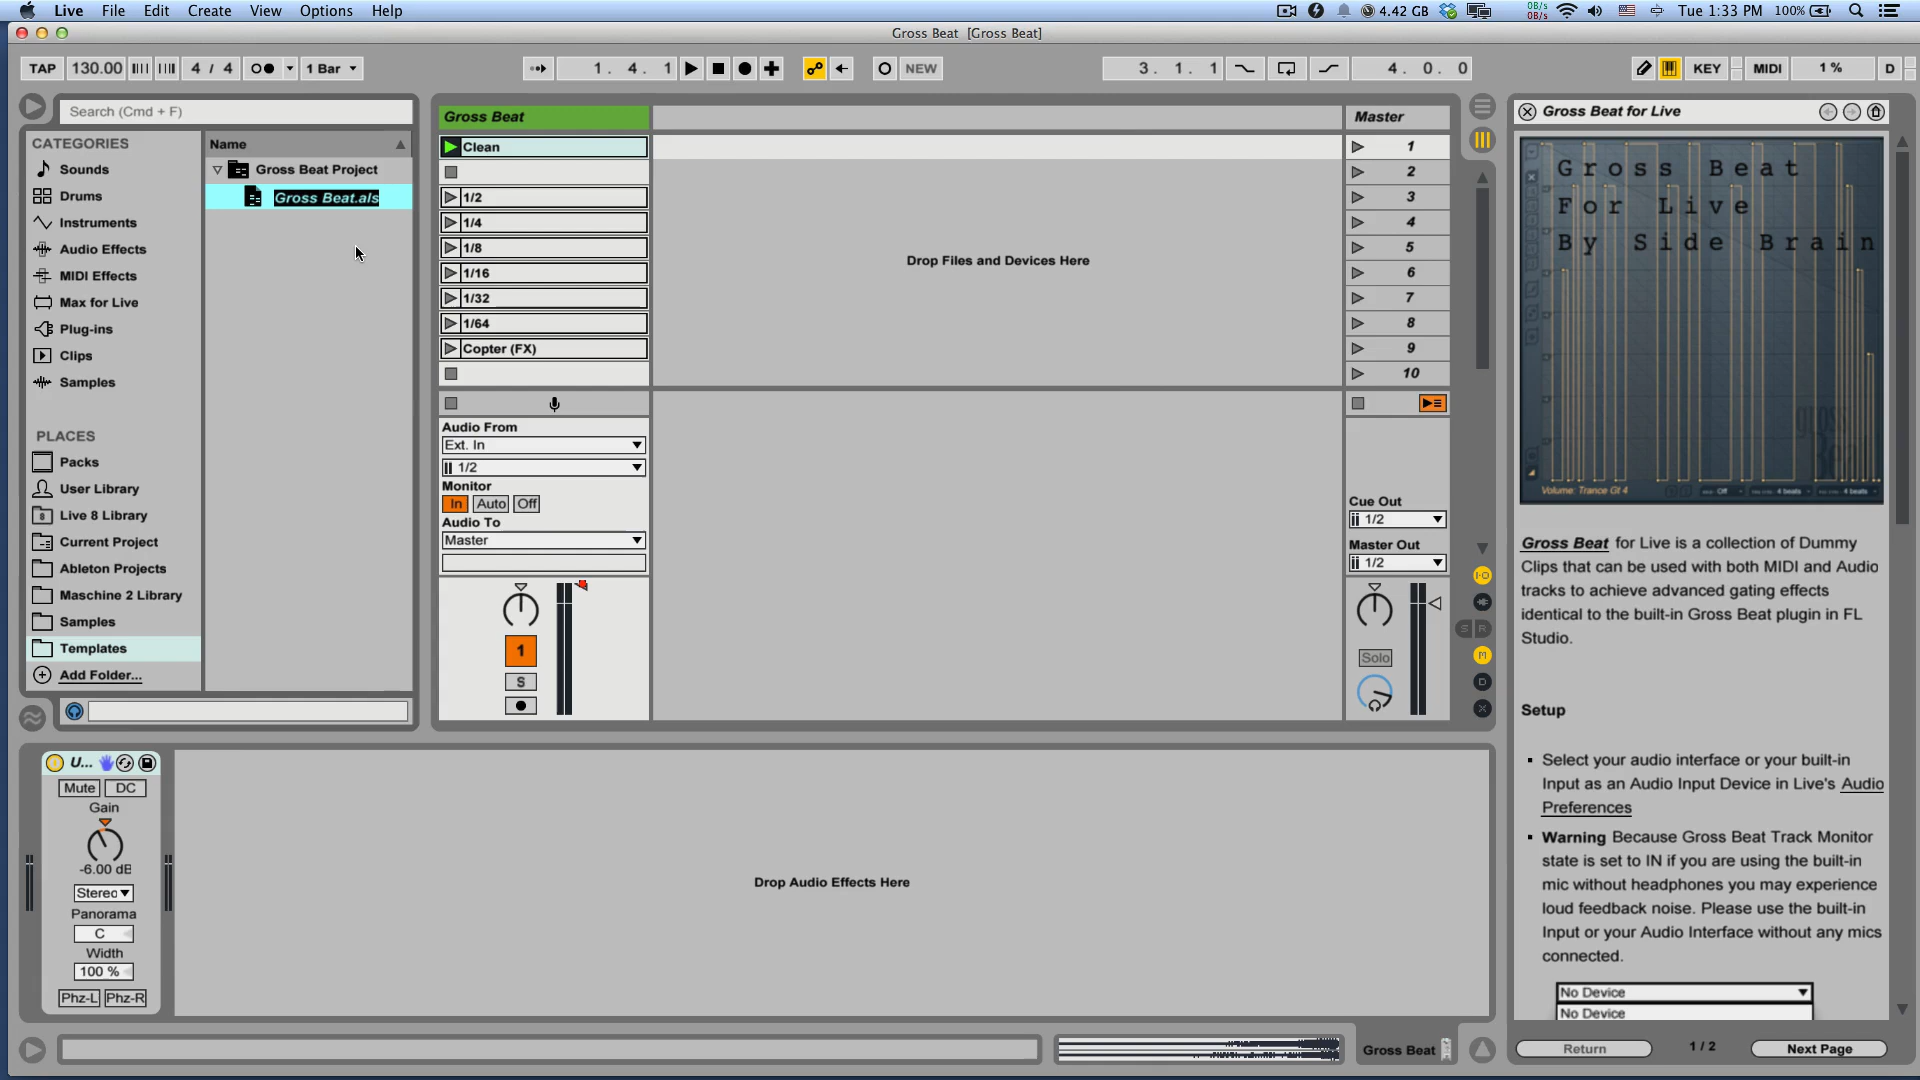 Live File Edit Create View Options Help
4.42 GB 0B/s 0B/s Tue 1:33 PM 100%
Gross Beat [Gross Beat]
TAP 130.00 4 / 4 1 Bar 1. 4. 1 NEW 3. 1. 1 4. 0. 0 KEY MIDI 1 % D
Search (Cmd + F)
CATEGORIES
Sounds
Drums
Instruments
Audio Effects
MIDI Effects
Max for Live
Plug-ins
Clips
Samples
PLACES
Packs
User Library
Live 8 Library
Current Project
Ableton Projects
Maschine 2 Library
Samples
Templates
Add Folder...
Name
Gross Beat Project
Gross Beat.als
Gross Beat
Clean
1/2
1/4
1/8
1/16
1/32
1/64
Copter (FX)
Audio From
Ext. In
1/2
Monitor
In Auto Off
Audio To
Master
1
S
Drop Files and Devices Here
Master
1
2
3
4
5
6
7
8
9
10
Cue Out
1/2
Master Out
1/2
Solo
I·O
S R
M
D
X
Gross Beat for Live
Gross Beat
For Live
By Side Brain
Volume: Trance Gt 4
Off
4 beats
4 beats
Gross Beat for Live is a collection of Dummy
Clips that can be used with both MIDI and Audio
tracks to achieve advanced gating effects
identical to the built-in Gross Beat plugin in FL
Studio.
Setup
Select your audio interface or your built-in
Input as an Audio Input Device in Live's Audio
Preferences
Warning Because Gross Beat Track Monitor
state is set to IN if you are using the built-in
mic without headphones you may experience
loud feedback noise. Please use the built-in
Input or your Audio Interface without any mics
connected.
No Device
No Device
Return 1 / 2 Next Page
U...
Mute DC
Gain
-6.00 dB
Stereo
Panorama
C
Width
100 %
Phz-L Phz-R
Drop Audio Effects Here
Gross Beat